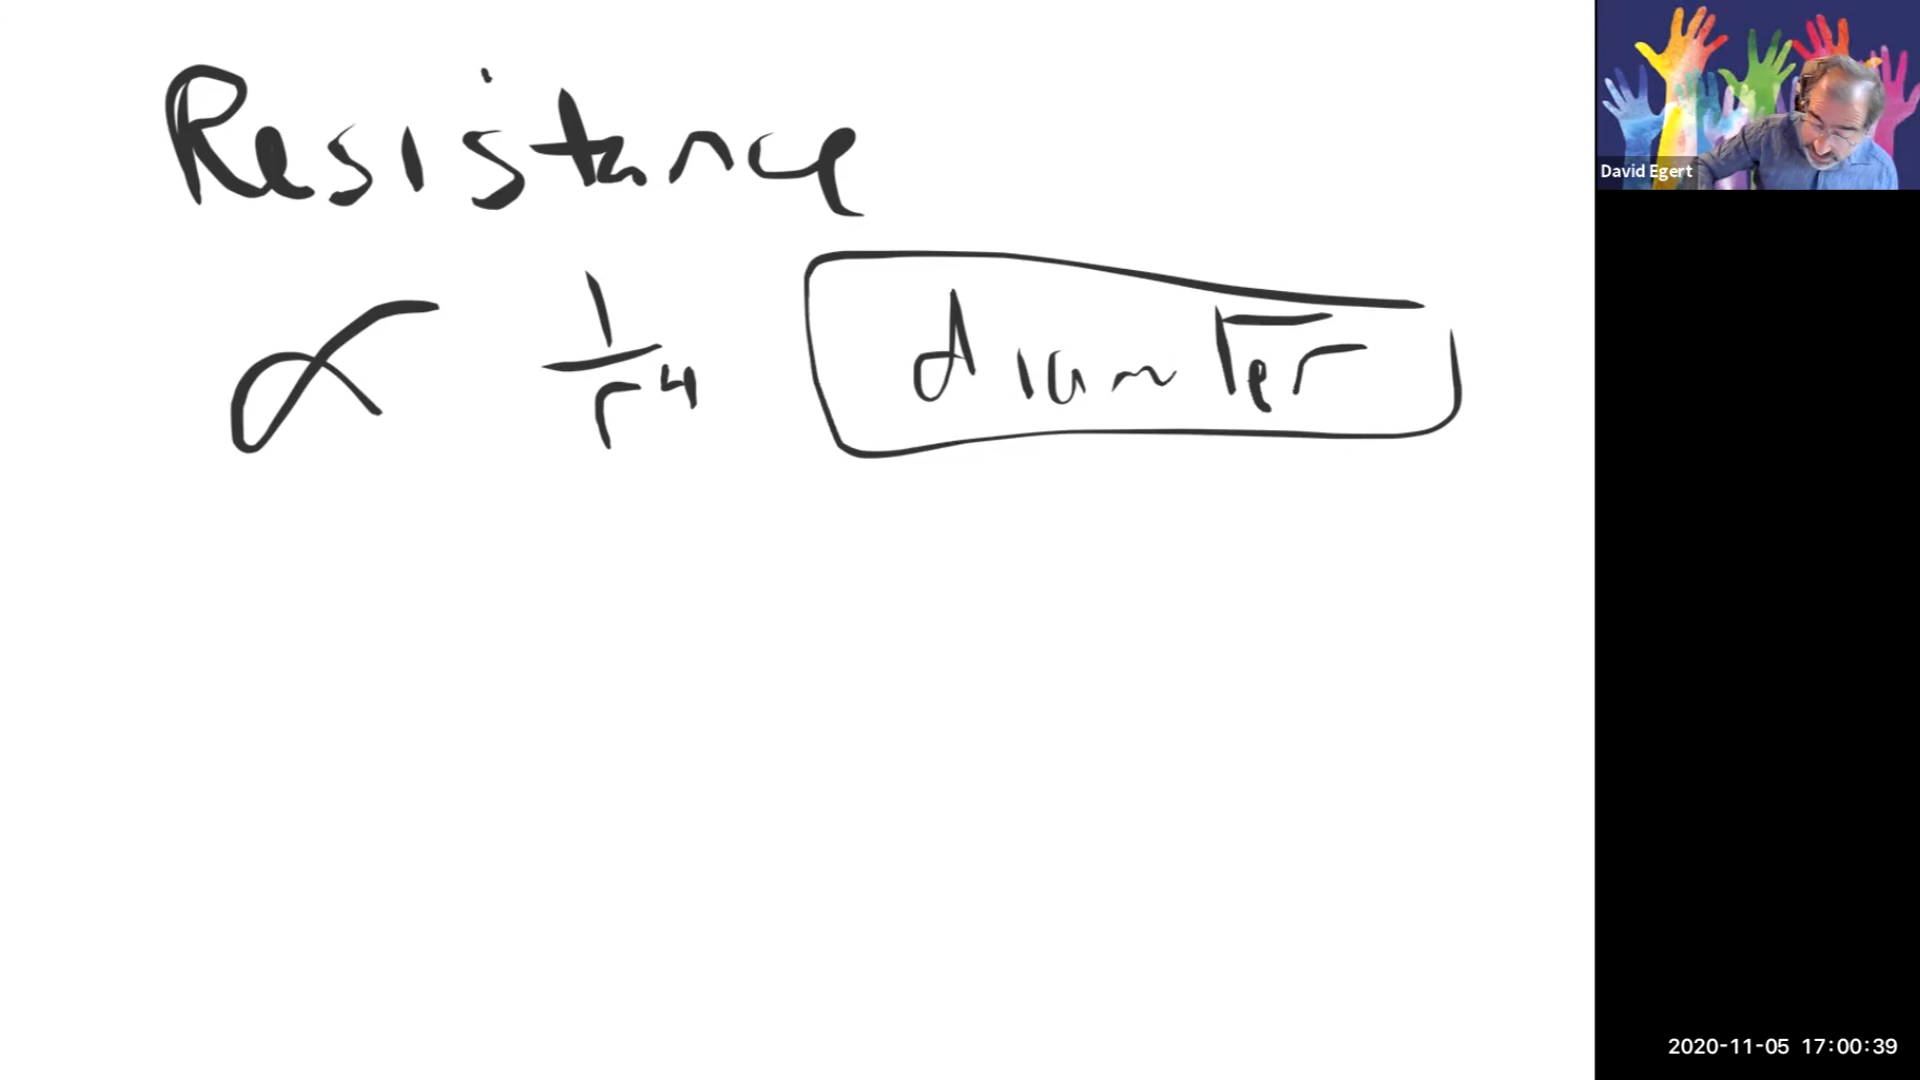 Resistance
∝ 1/r⁴ diamter
David Egert
2020-11-05 17:00:39